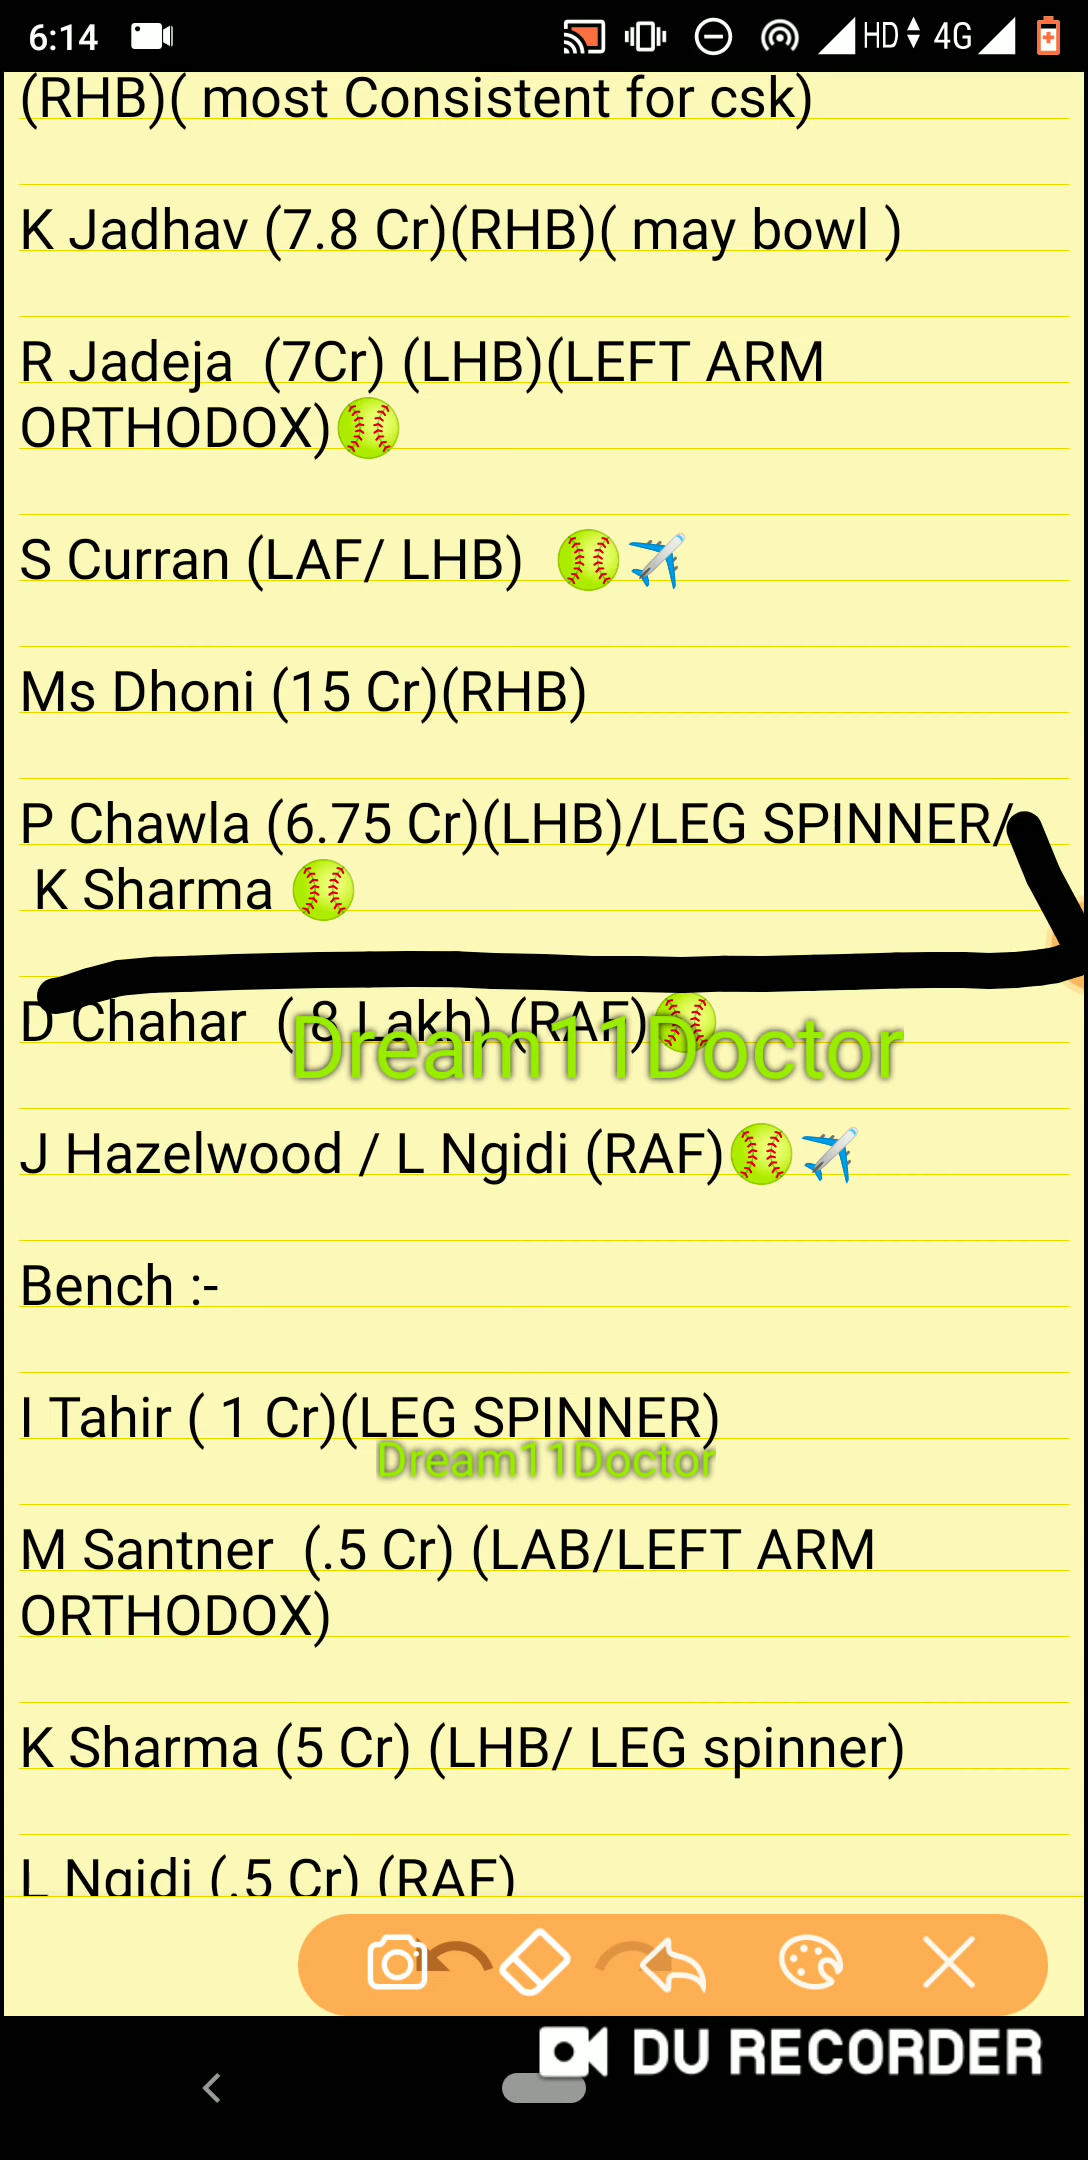 6:14 HD 4G
(RHB)( most Consistent for csk)
K Jadhav (7.8 Cr)(RHB)( may bowl )
R Jadeja (7Cr) (LHB)(LEFT ARM
ORTHODOX)
S Curran (LAF/ LHB)
Ms Dhoni (15 Cr)(RHB)
P Chawla (6.75 Cr)(LHB)/LEG SPINNER/
K Sharma
D Chahar ( 8 Lakh) (RAF)
Dream11Doctor
J Hazelwood / L Ngidi (RAF)
Bench :-
I Tahir ( 1 Cr)(LEG SPINNER)
Dream11Doctor
M Santner (.5 Cr) (LAB/LEFT ARM
ORTHODOX)
K Sharma (5 Cr) (LHB/ LEG spinner)
L Ngidi (.5 Cr) (RAF)
DU RECORDER